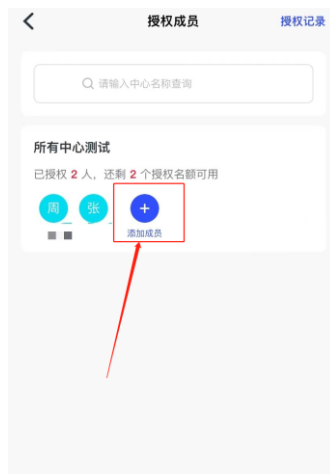 授权成员 授权记录
请输入中心名称查询
所有中心测试
已授权 2 人，还剩 2 个授权名额可用
周 张 +
添加成员